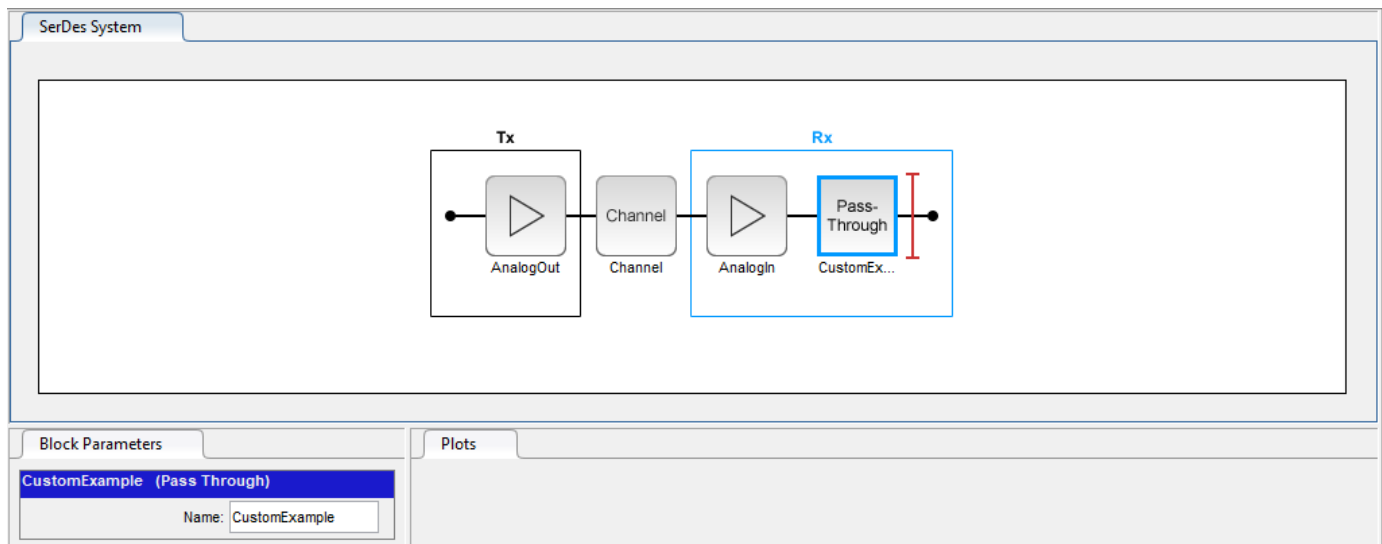 SerDes System
Tx
Rx
Channel
Pass-
Through
AnalogOut
Channel
AnalogIn
CustomEx...
Block Parameters
Plots
CustomExample (Pass Through)
Name: CustomExample